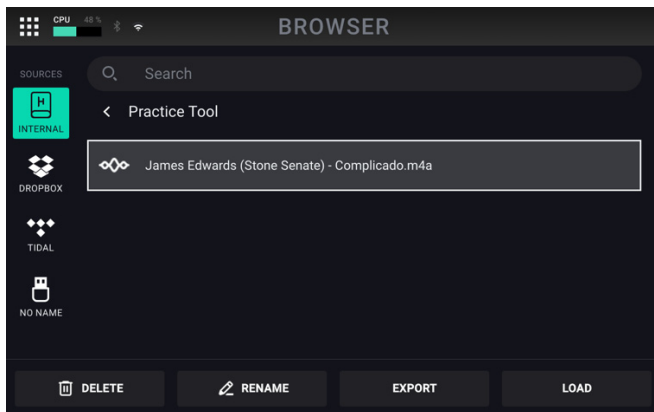 CPU 48 %
BROWSER
SOURCES
Search
H
INTERNAL
Practice Tool
James Edwards (Stone Senate) - Complicado.m4a
DROPBOX
TIDAL
NO NAME
DELETE
RENAME
EXPORT
LOAD